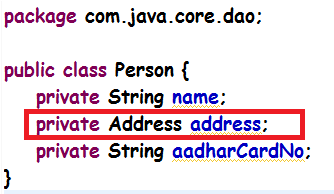 package com.java.core.dao;
public class Person {
private String name;
private Address address;
private String aadharCardNo;
}